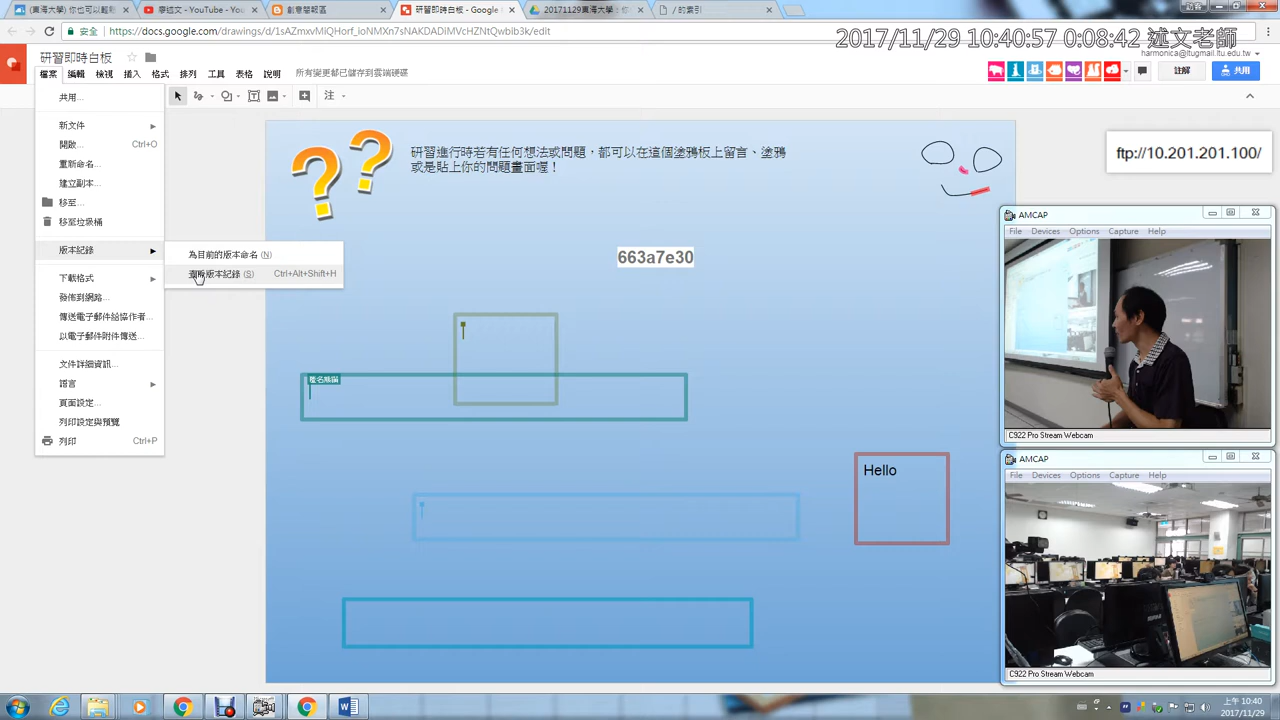 (東海大學) 你也可以輕鬆
廖述文 - YouTube - You
創意簡報區
研習即時白板 - Google
20171129東海大學：你也
/ 的索引
安全
https://docs.google.com/drawings/d/1sAZmxvMlQHorf_ioNMXn7sNAKDADiMVcHZNtQwbib3k/edit
2017/11/29 10:40:57 0:08:42 述文老師
研習即時白板
harmonica@ltugmail.ltu.edu.tw
檔案 編輯 檢視 插入 格式 排列 工具 表格 說明 所有變更都已儲存到雲端硬碟
註解
共用
注
共用...
新文件
開啟... Ctrl+O
重新命名...
建立副本...
移至...
移至垃圾桶
版本紀錄
為目前的版本命名 (N)
查看版本紀錄 (S) Ctrl+Alt+Shift+H
下載格式
發佈到網路...
傳送電子郵件給協作者...
以電子郵件附件傳送...
文件詳細資訊...
語言
頁面設定...
列印設定與預覽
列印 Ctrl+P
?? 
研習進行時若有任何想法或問題，都可以在這個塗鴉板上留言、塗鴉
或是貼上你的問題畫面喔！
663a7e30
匿名熊貓
Hello
ftp://10.201.201.100/
AMCAP
File Devices Options Capture Help
C922 Pro Stream Webcam
AMCAP
File Devices Options Capture Help
C922 Pro Stream Webcam
上午 10:40
2017/11/29